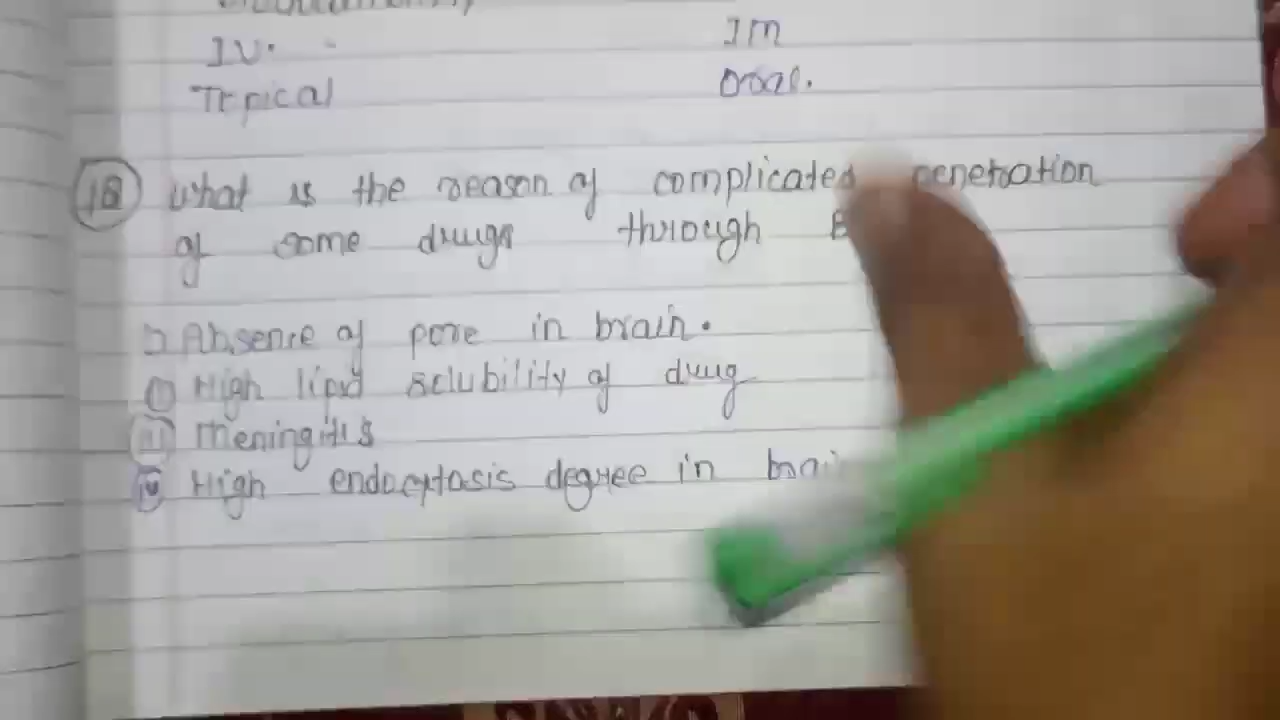 IV.
IM
Topical
Oral.
18 what is the reason of complicated penetration
of some drugs through B
Absence of pore in brain.
High lipid solubility of drug
iii Meningitis
iv High endocytosis degree in brain